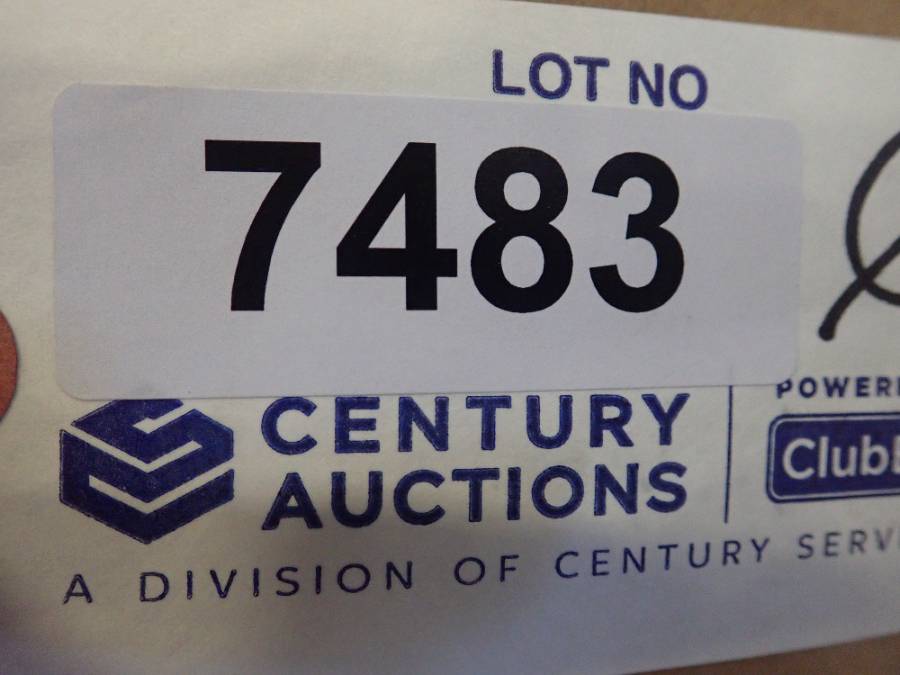 LOT NO
7483
CENTURY
AUCTIONS
A DIVISION OF CENTURY